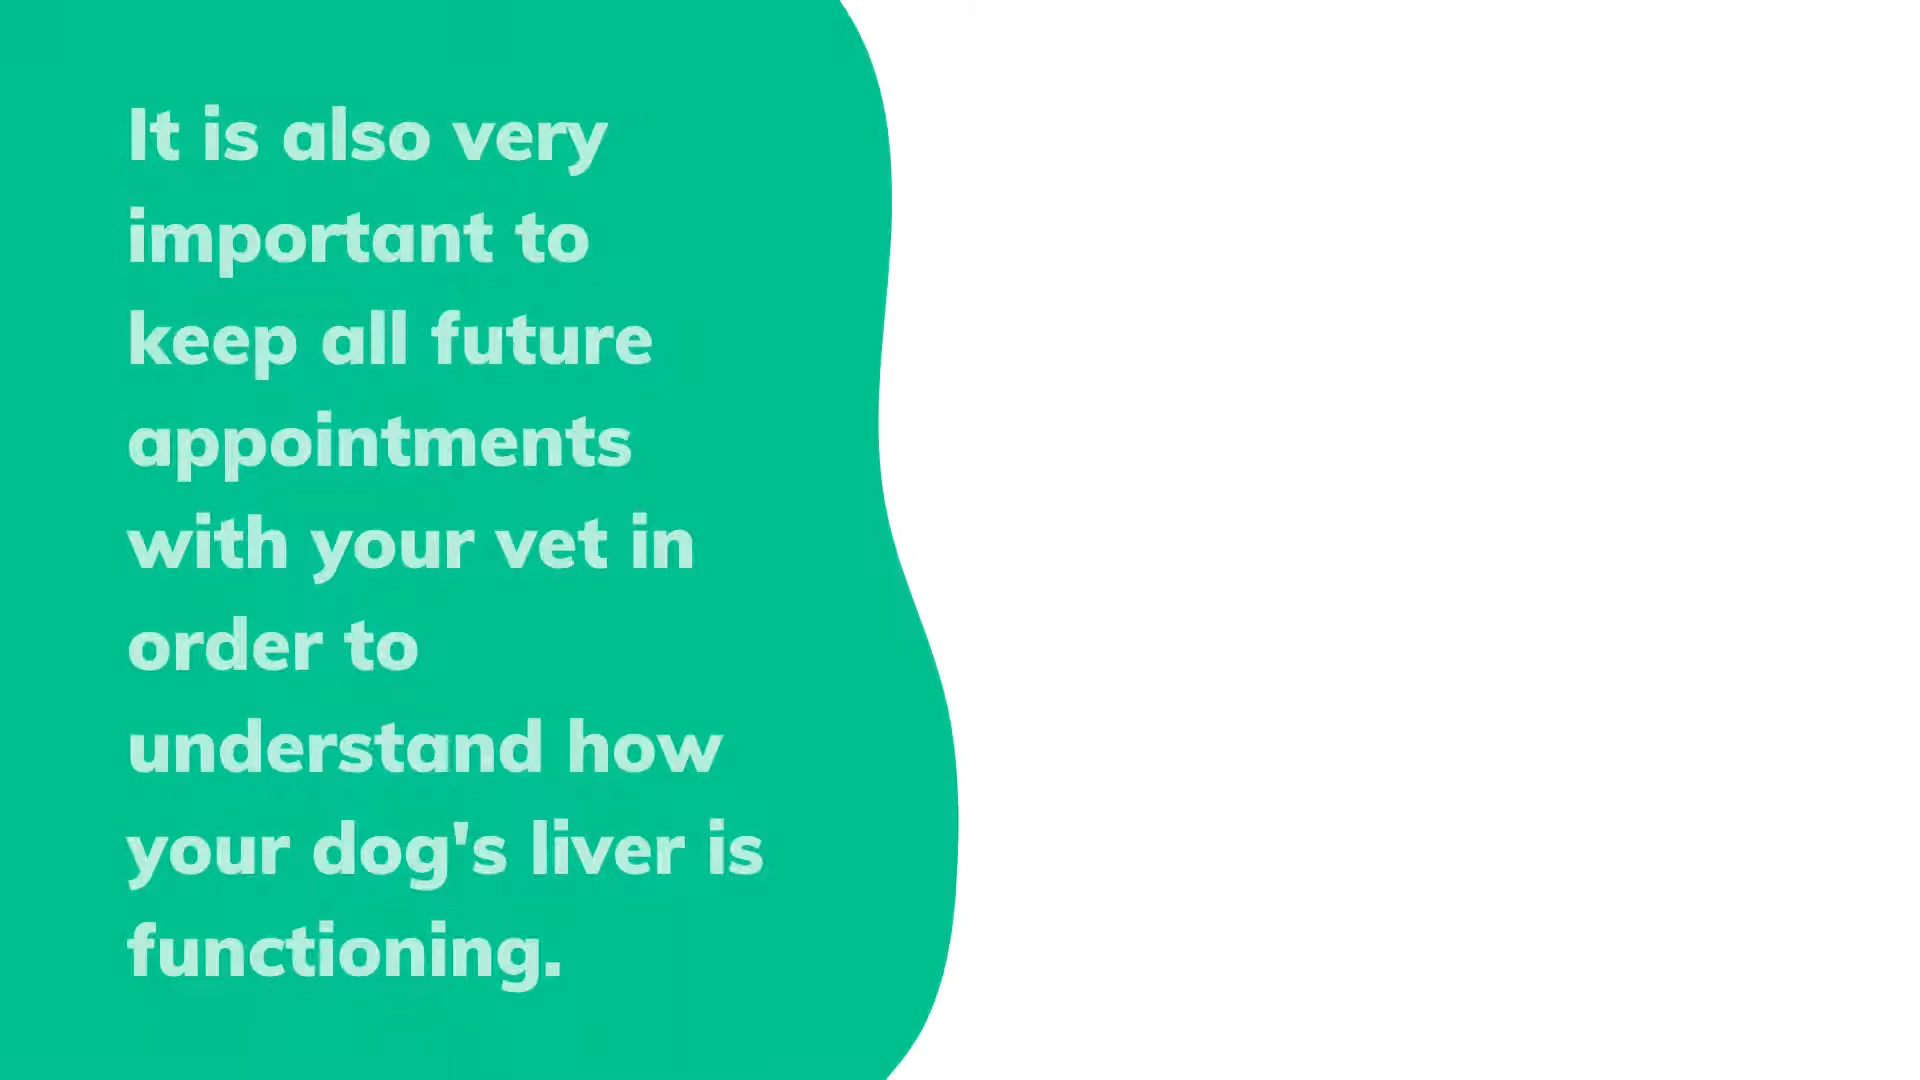 It is also very
important to
keep all future
appointments
with your vet in
order to
understand how
your dog's liver is
functioning.